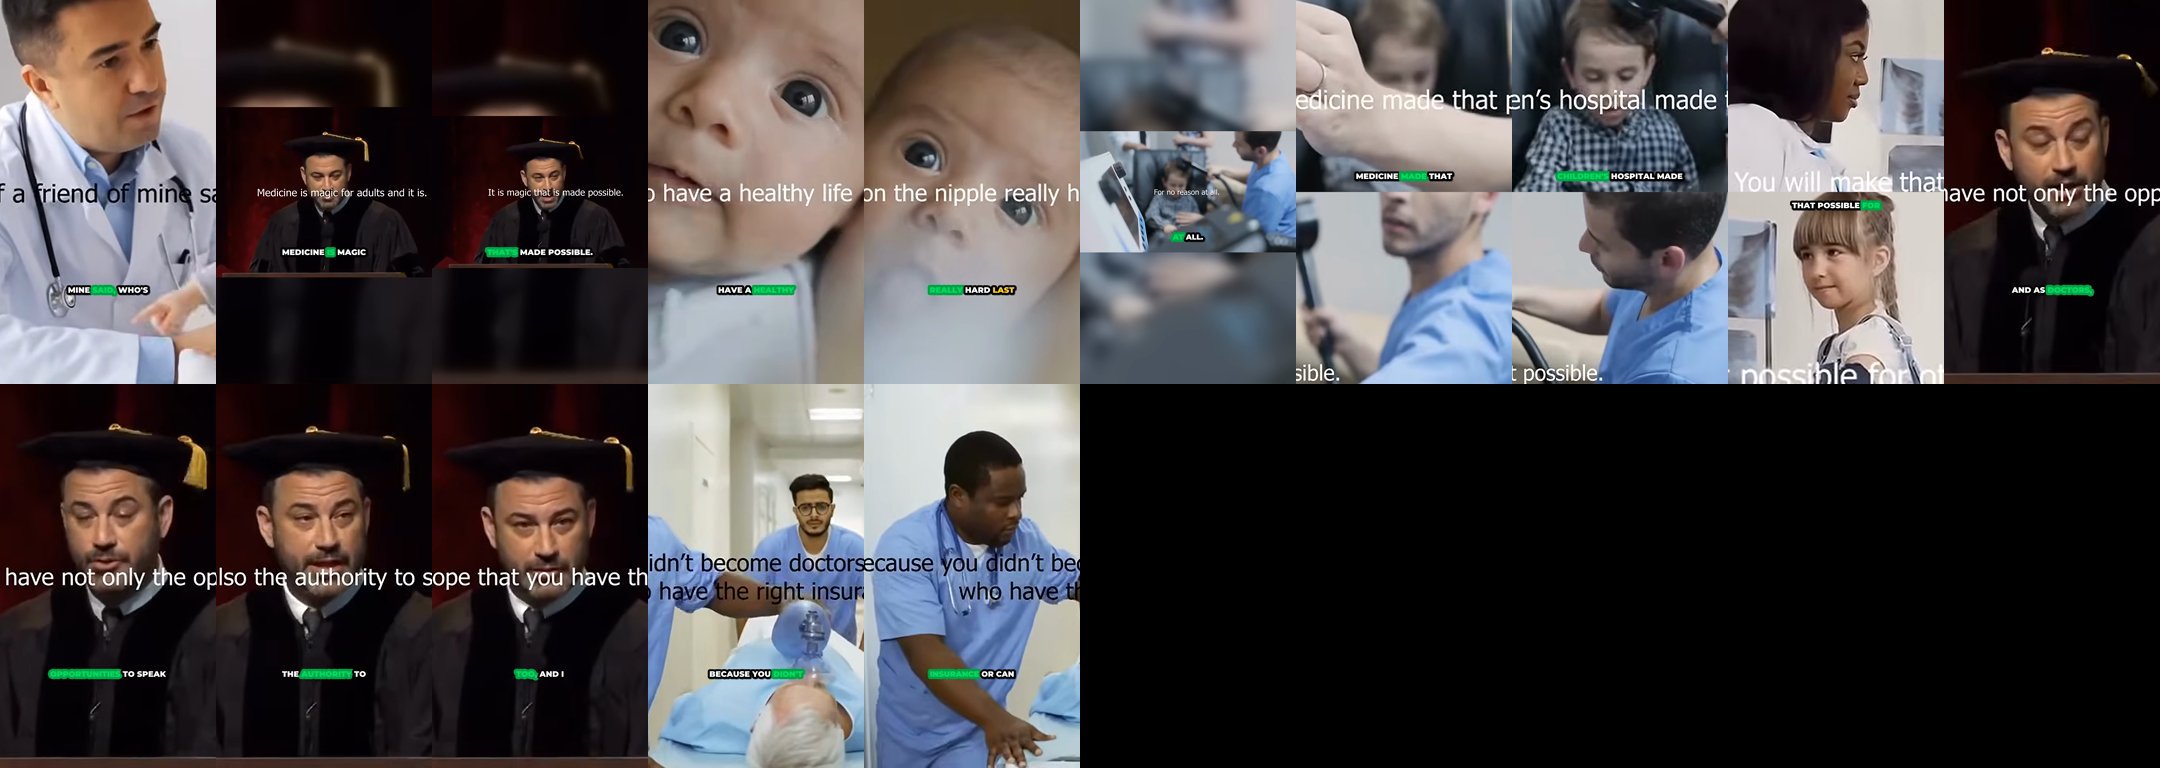 f a friend of mine sa
MINE SAID, WHO'S
Medicine is magic for adults and it is.
MEDICINE IS MAGIC
It is magic that is made possible.
THAT'S MADE POSSIBLE.
o have a healthy life
HAVE A HEALTHY
on the nipple really h
REALLY HARD LAST
For no reason at all.
AT ALL.
edicine made that p
MEDICINE MADE THAT
sible.
en's hospital made t
CHILDREN'S HOSPITAL MADE
t possible.
You will make that
THAT POSSIBLE FOR
possible for ot
have not only the opp
AND AS DOCTORS,
have not only the op
OPPORTUNITIES TO SPEAK
lso the authority to s
THE AUTHORITY TO
ope that you have th
TOO, AND I
idn't become doctors
o have the right insur
BECAUSE YOU DIDN'T
ecause you didn't bec
who have th
INSURANCE OR CAN